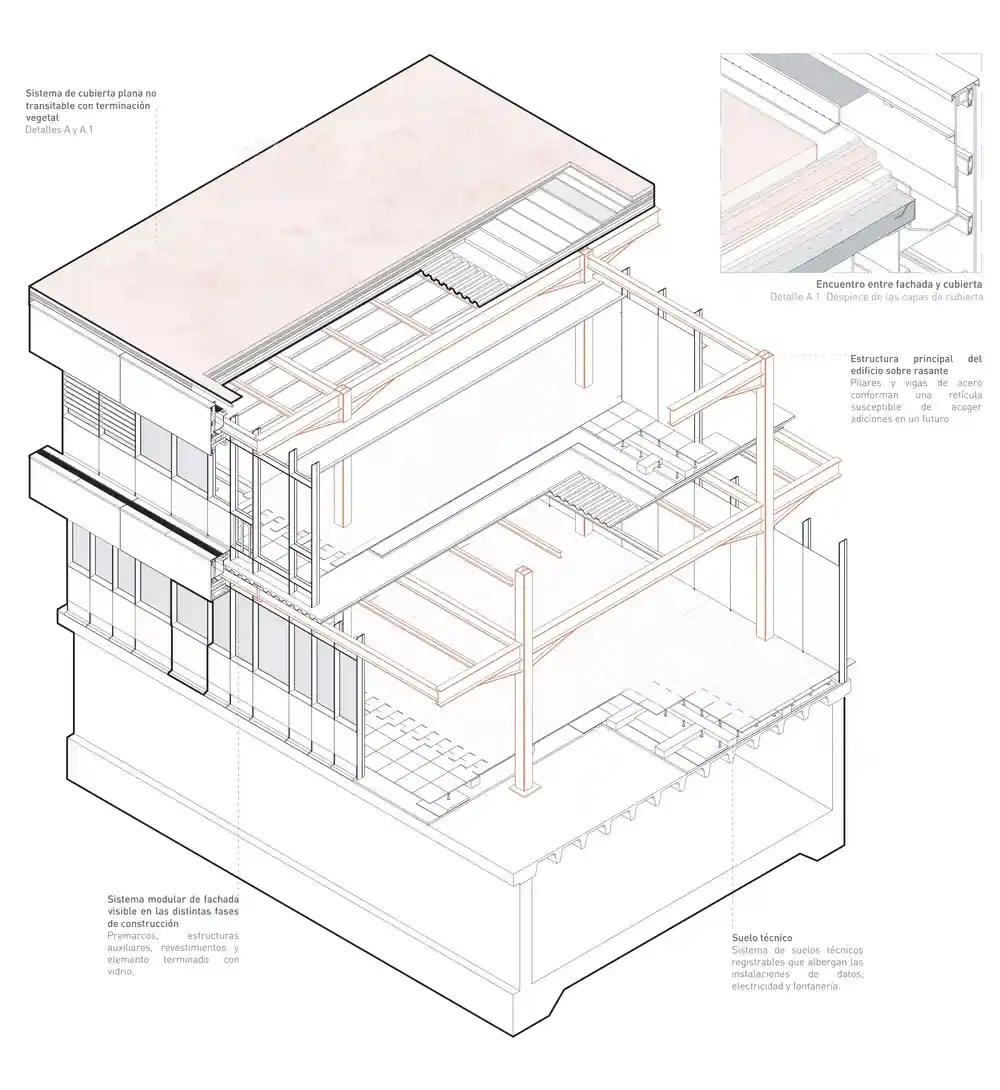 Sistema de cubierta plana no
transitable con terminación
vegetal
Detalles A y A.1
Encuentro entre fachada y cubierta
Detalle A.1. Despiece de las capas de cubierta
Estructura principal del
edificio sobre rasante
Pilares y vigas de acero
conforman una retícula
susceptible de acoger
adiciones en un futuro
Sistema modular de fachada
visible en las distintas fases
de construcción
Premarcos, estructuras
auxiliares, revestimientos y
elemento terminado con
vidrio.
Suelo técnico
Sistema de suelos técnicos
registrables que albergan las
instalaciones de datos,
electricidad y fontanería.